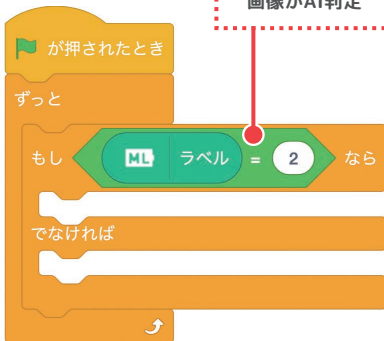 画像がAI判定
が押されたとき
ずっと
もし ML ラベル = 2 なら
でなければ